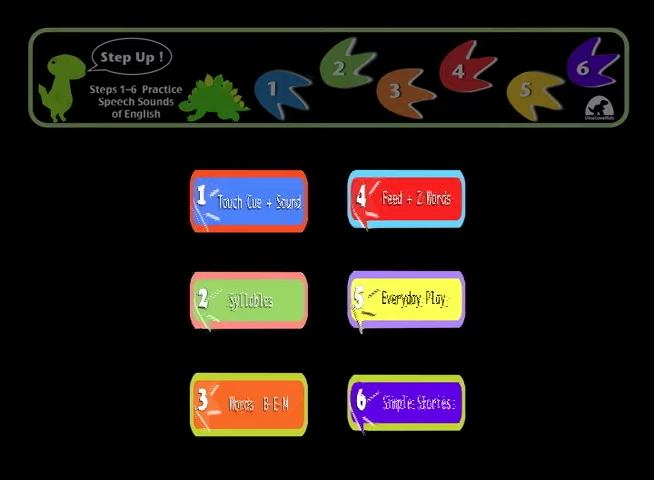 Step Up !
Steps 1-6 Practice
Speech Sounds
of English
1
2
3
4
5
6
DinoLovesKids
1 Touch Cue + Sound
2 Syllables
3 Words B-E-M
4 Feed + Z Words
5 Everyday Play
6 Simple Stories